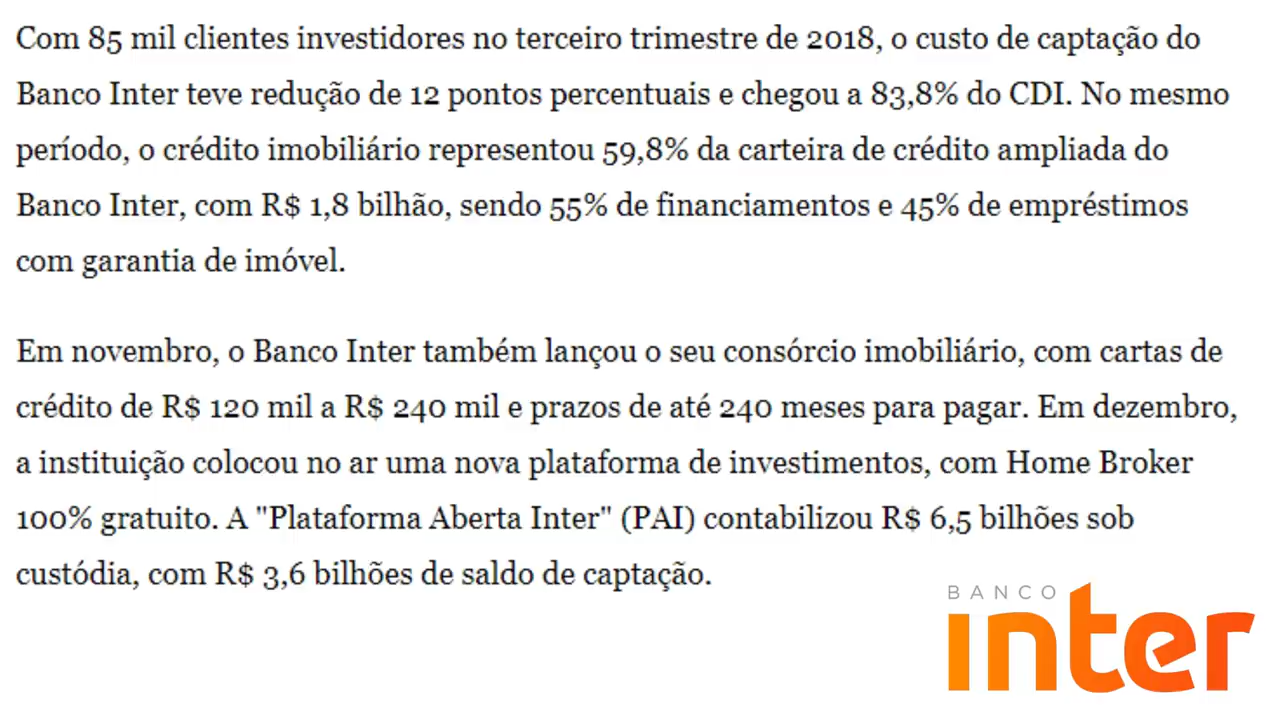 Com 85 mil clientes investidores no terceiro trimestre de 2018, o custo de captação do
Banco Inter teve redução de 12 pontos percentuais e chegou a 83,8% do CDI. No mesmo
período, o crédito imobiliário representou 59,8% da carteira de crédito ampliada do
Banco Inter, com R$ 1,8 bilhão, sendo 55% de financiamentos e 45% de empréstimos
com garantia de imóvel.
Em novembro, o Banco Inter também lançou o seu consórcio imobiliário, com cartas de
crédito de R$ 120 mil a R$ 240 mil e prazos de até 240 meses para pagar. Em dezembro,
a instituição colocou no ar uma nova plataforma de investimentos, com Home Broker
100% gratuito. A "Plataforma Aberta Inter" (PAI) contabilizou R$ 6,5 bilhões sob
custódia, com R$ 3,6 bilhões de saldo de captação.
BANCO
inter